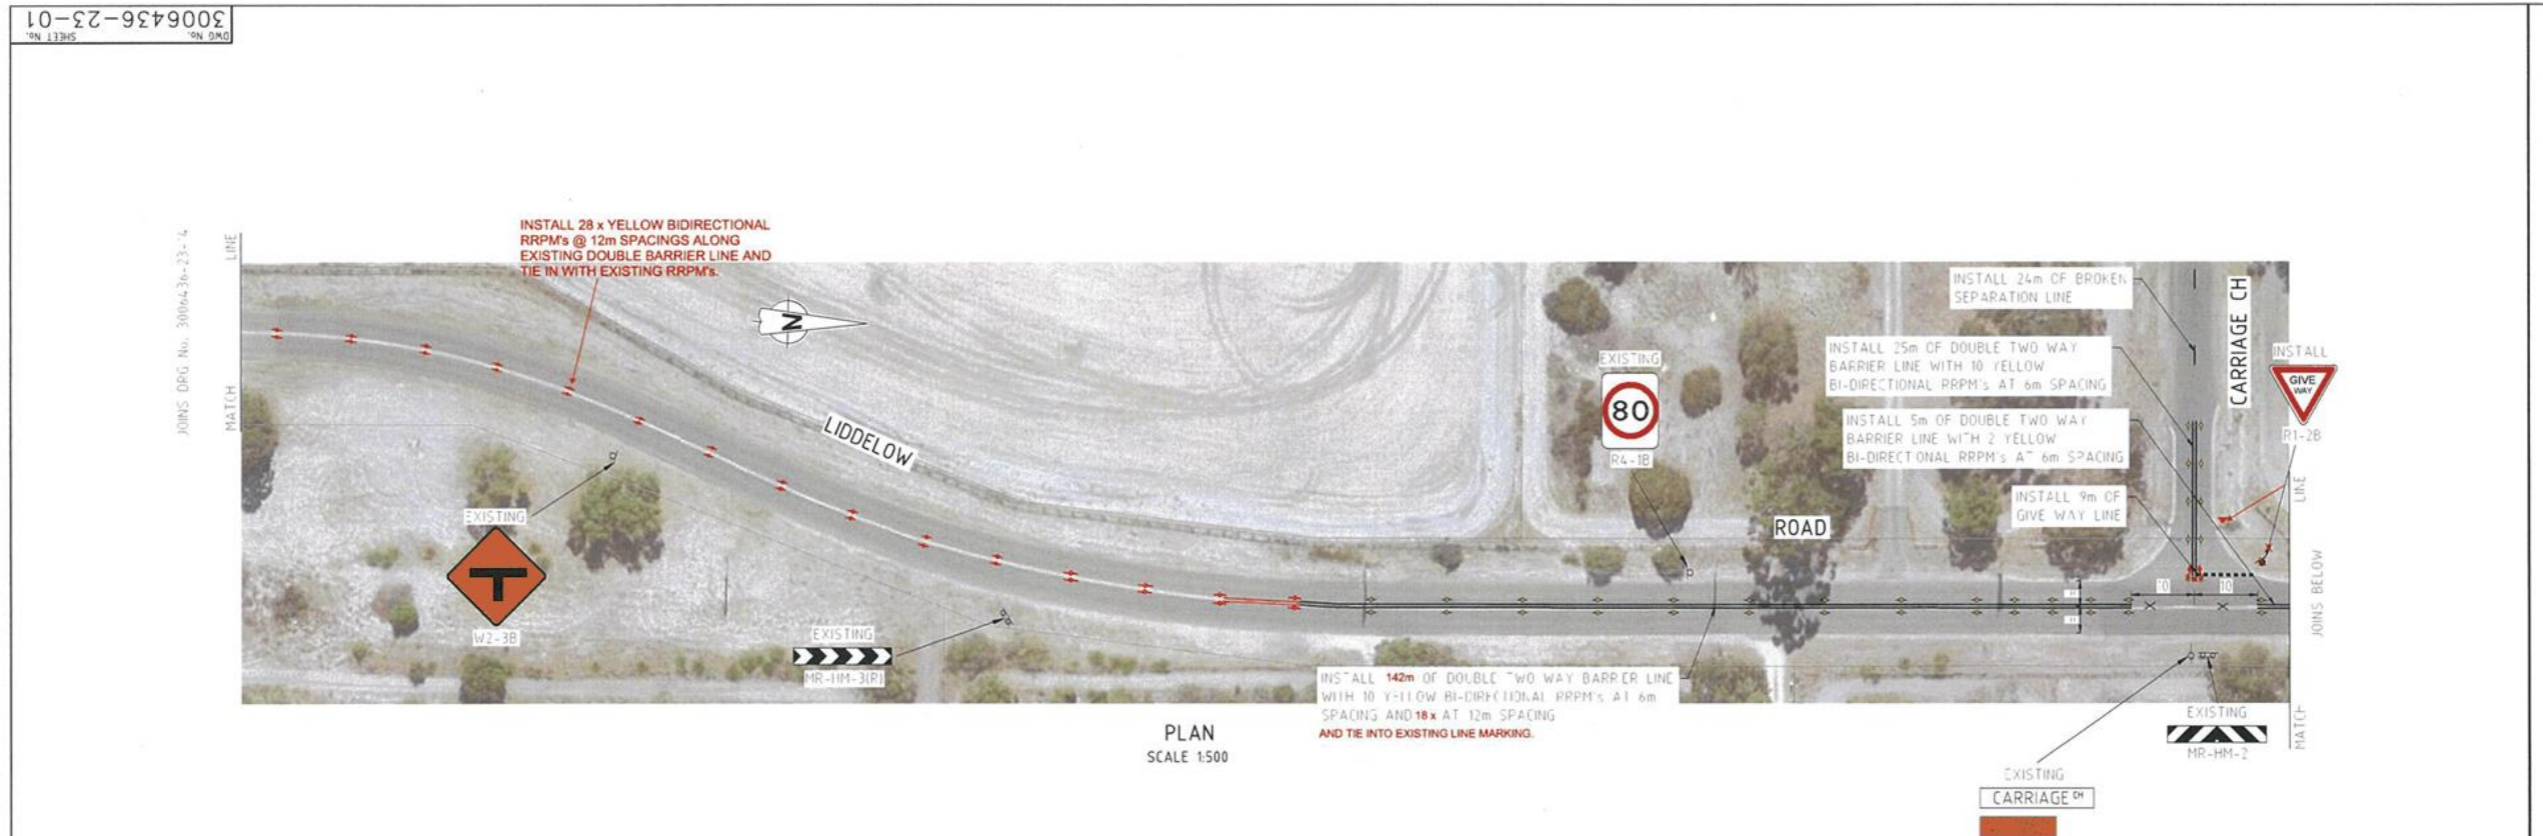 DWG No. SHEET No.
3006436-23-01
INSTALL 28 x YELLOW BIDIRECTIONAL
RRPM's @ 12m SPACINGS ALONG
EXISTING DOUBLE BARRIER LINE AND
TIE IN WITH EXISTING RRPM's.
JOINS DRG No. 3006436-23-14
MATCH LINE
N
LIDDELOW
EXISTING
W2-3B
EXISTING
MR-HM-3(R)
EXISTING
80
R4-1B
ROAD
INSTALL 24m OF BROKEN
SEPARATION LINE
INSTALL 25m OF DOUBLE TWO WAY
BARRIER LINE WITH 10 YELLOW
BI-DIRECTIONAL RRPM's AT 6m SPACING
INSTALL 5m OF DOUBLE TWO WAY
BARRIER LINE WITH 2 YELLOW
BI-DIRECTIONAL RRPM's AT 6m SPACING
INSTALL 9m OF
GIVE WAY LINE
CARRIAGE CH
INSTALL
GIVE
WAY
R1-2B
10
10
MATCH LINE
JOINS BELOW
INSTALL 142m OF DOUBLE TWO WAY BARRIER LINE
WITH 10 YELLOW BI-DIRECTIONAL RRPM's AT 6m
SPACING AND 18 x AT 12m SPACING
AND TIE INTO EXISTING LINE MARKING.
PLAN
SCALE 1:500
EXISTING
MR-HM-2
EXISTING
CARRIAGE CH